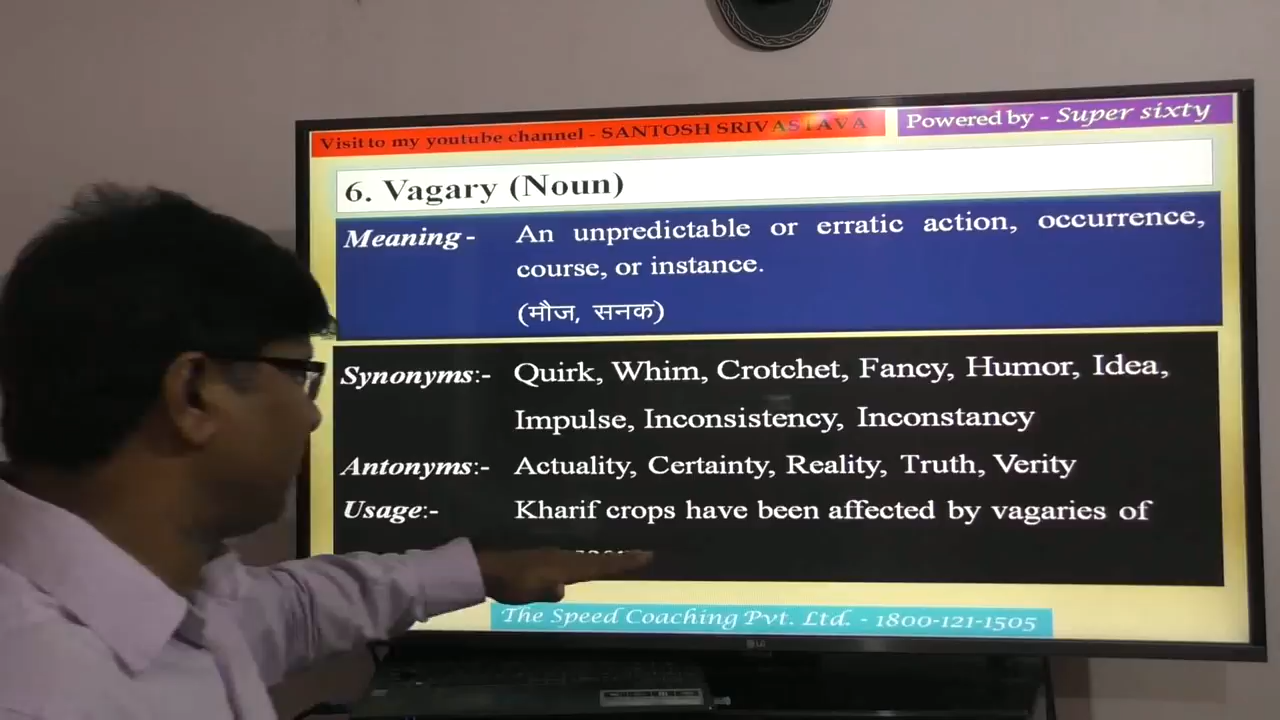 Visit to my youtube channel - SANTOSH SRIVASTAVA
Powered by - Super sixty
6. Vagary (Noun)
Meaning - An unpredictable or erratic action, occurrence,
course, or instance.
(मौज, सनक)
Synonyms:- Quirk, Whim, Crotchet, Fancy, Humor, Idea,
Impulse, Inconsistency, Inconstancy
Antonyms:- Actuality, Certainty, Reality, Truth, Verity
Usage:- Kharif crops have been affected by vagaries of
The Speed Coaching Pvt. Ltd. - 1800-121-1505
LG